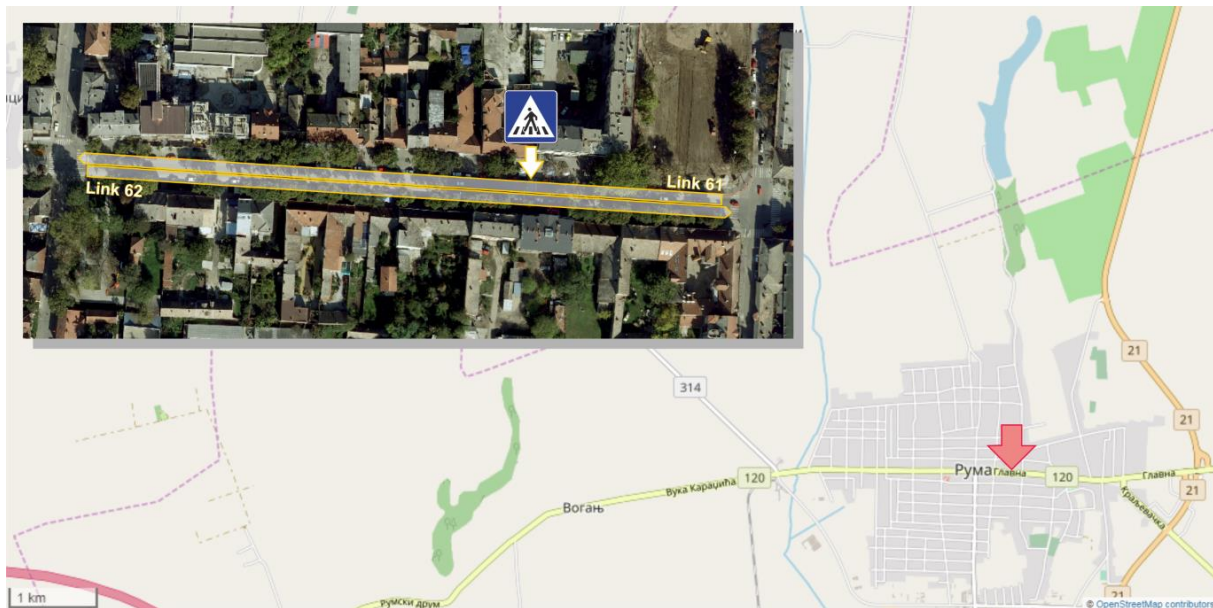 Link 62
Link 61
314
21
21
Рума
Главна
120
Главна
120
Вука Караџића
21
Краљевачка
Вогањ
Румски друм
21
1 km
© OpenStreetMap contributors